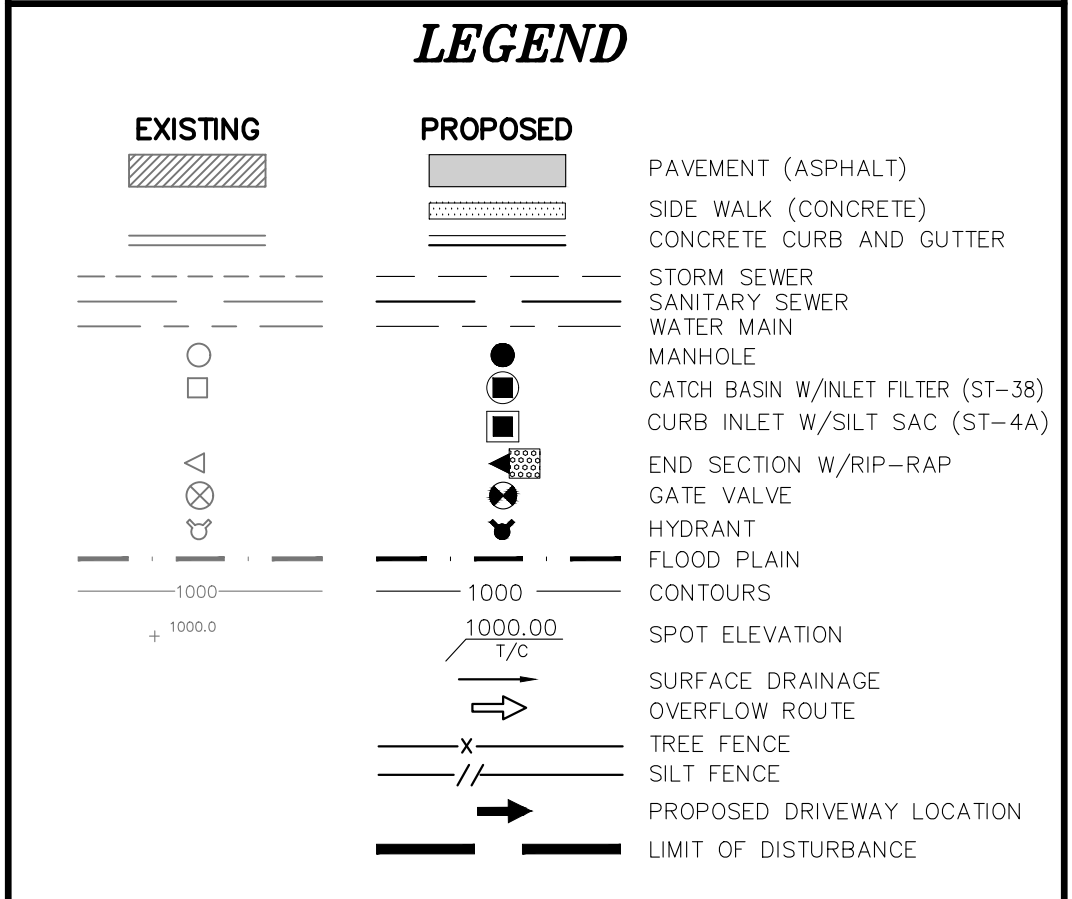 LEGEND
EXISTING PROPOSED
PAVEMENT (ASPHALT)
SIDE WALK (CONCRETE)
CONCRETE CURB AND GUTTER
STORM SEWER
SANITARY SEWER
WATER MAIN
MANHOLE
CATCH BASIN W/INLET FILTER (ST-38)
CURB INLET W/SILT SAC (ST-4A)
END SECTION W/RIP-RAP
GATE VALVE
HYDRANT
FLOOD PLAIN
1000 1000 CONTOURS
1000.0 1000.00 SPOT ELEVATION
T/C
SURFACE DRAINAGE
OVERFLOW ROUTE
X TREE FENCE
// SILT FENCE
PROPOSED DRIVEWAY LOCATION
LIMIT OF DISTURBANCE